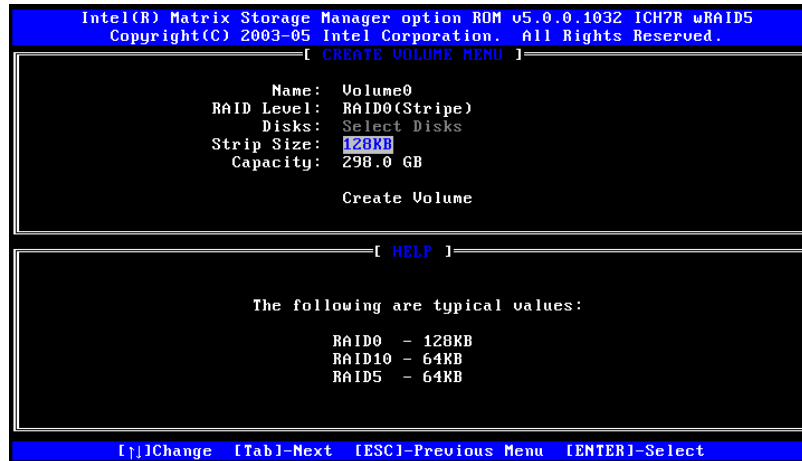 Intel(R) Matrix Storage Manager option ROM v5.0.0.1032 ICH7R wRAID5
Copyright(C) 2003-05 Intel Corporation. All Rights Reserved.
[ CREATE VOLUME MENU ]
Name: Volume0
RAID Level: RAID0(Stripe)
Disks: Select Disks
Strip Size: 128KB
Capacity: 298.0 GB
Create Volume
[ HELP ]
The following are typical values:
RAID0 - 128KB
RAID10 - 64KB
RAID5 - 64KB
[↑↓]Change [Tab]-Next [ESC]-Previous Menu [ENTER]-Select